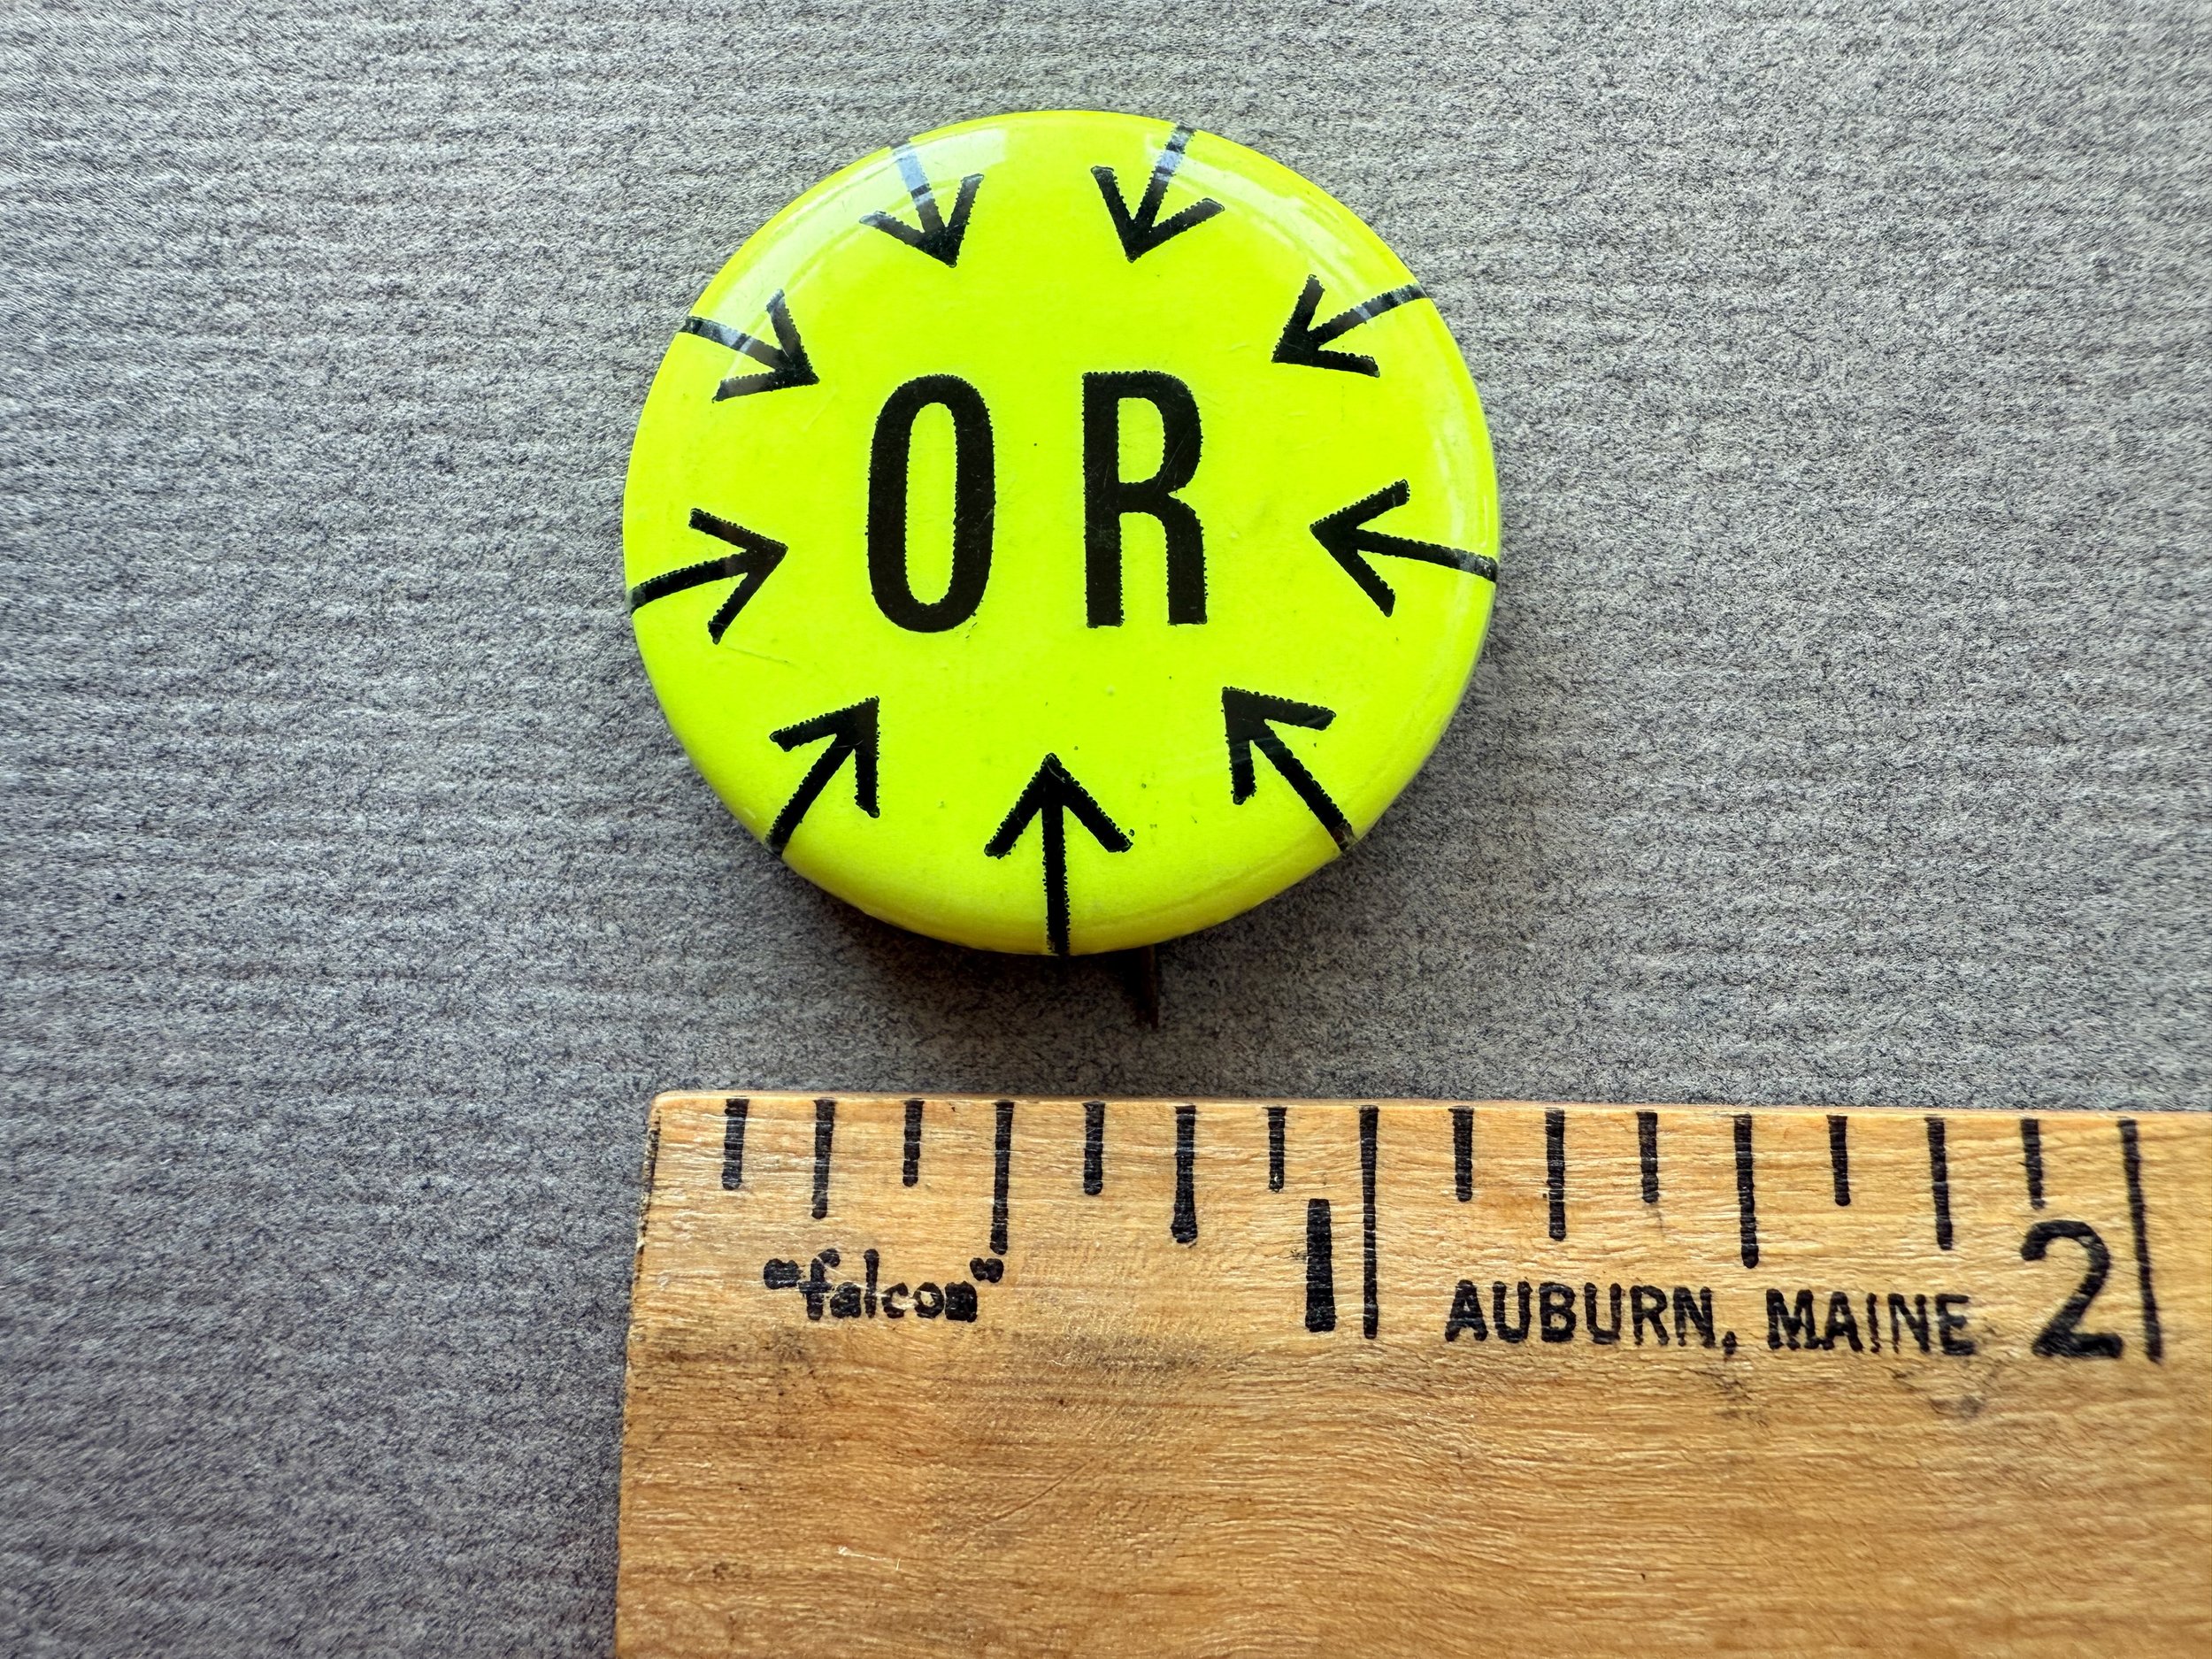 OR
1 2
"falcon" AUBURN, MAINE